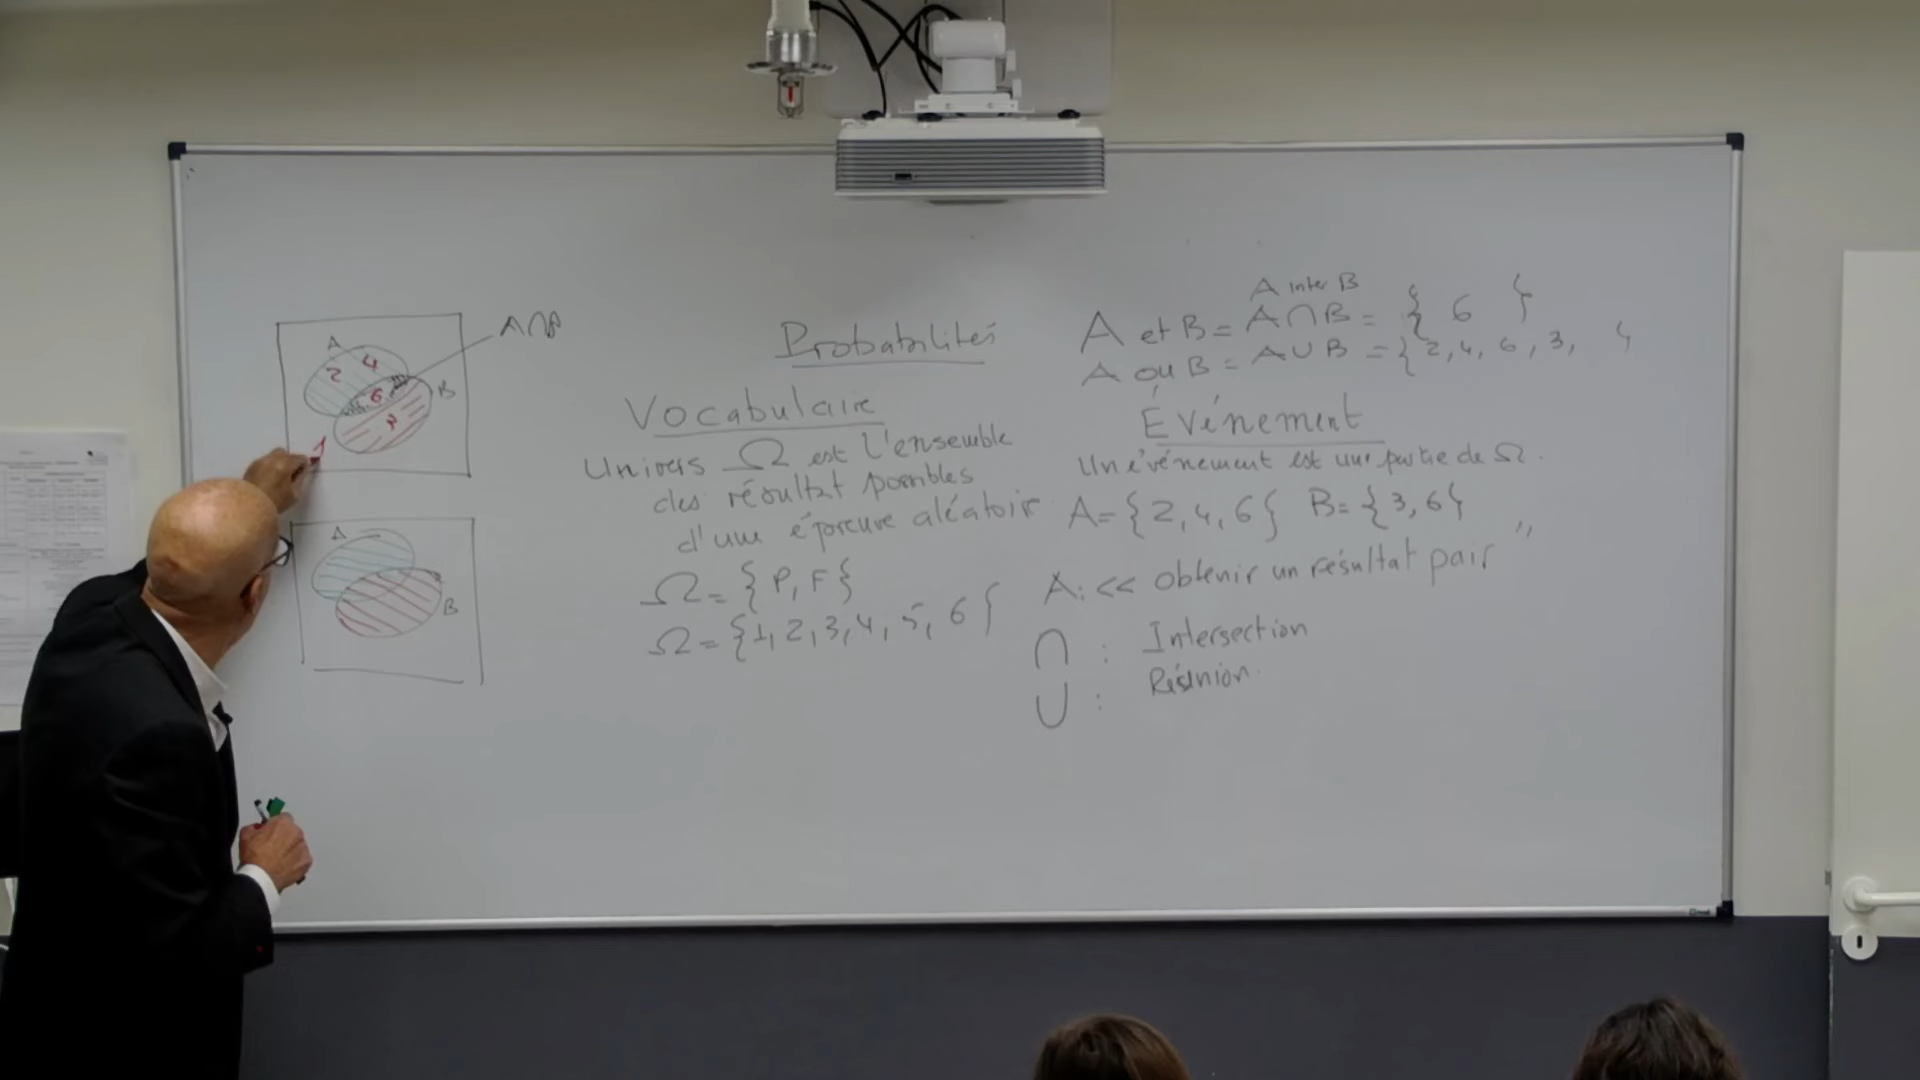 A
2 4
6
B
1
A∩B
A
B
Probabilités
Vocabulaire
Univers Ω est l'ensemble
des résultat possibles
d'une épreuve aléatoire
Ω = { P, F }
Ω = { 1, 2, 3, 4, 5, 6 }
A inter B
A et B = A∩B = { 6 }
A ou B = A∪B = { 2, 4, 6, 3, }
Événement
Un événement est une partie de Ω.
A = { 2, 4, 6 } B = { 3, 6 }
A: << obtenir un résultat pair "
∩ : Intersection
∪ : Réunion.